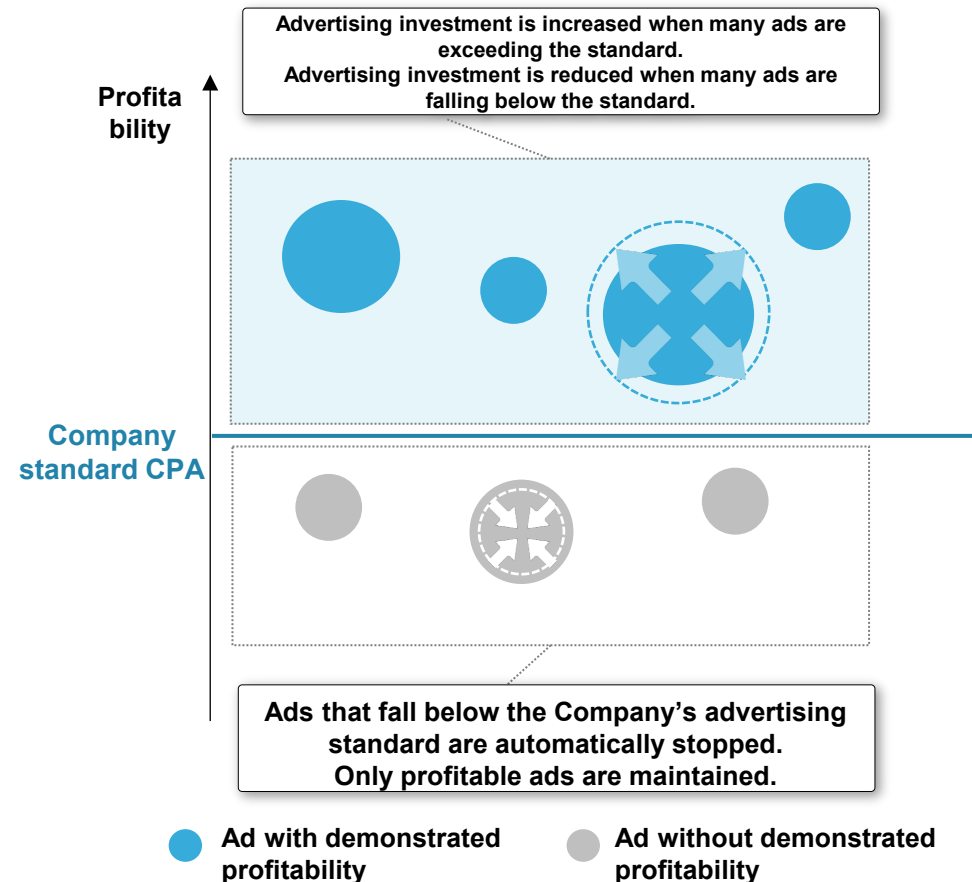 Advertising investment is increased when many ads are
exceeding the standard.
Advertising investment is reduced when many ads are
falling below the standard.
Profita
bility
Company
standard CPA
Ads that fall below the Company’s advertising
standard are automatically stopped.
Only profitable ads are maintained.
Ad with demonstrated
profitability
Ad without demonstrated
profitability